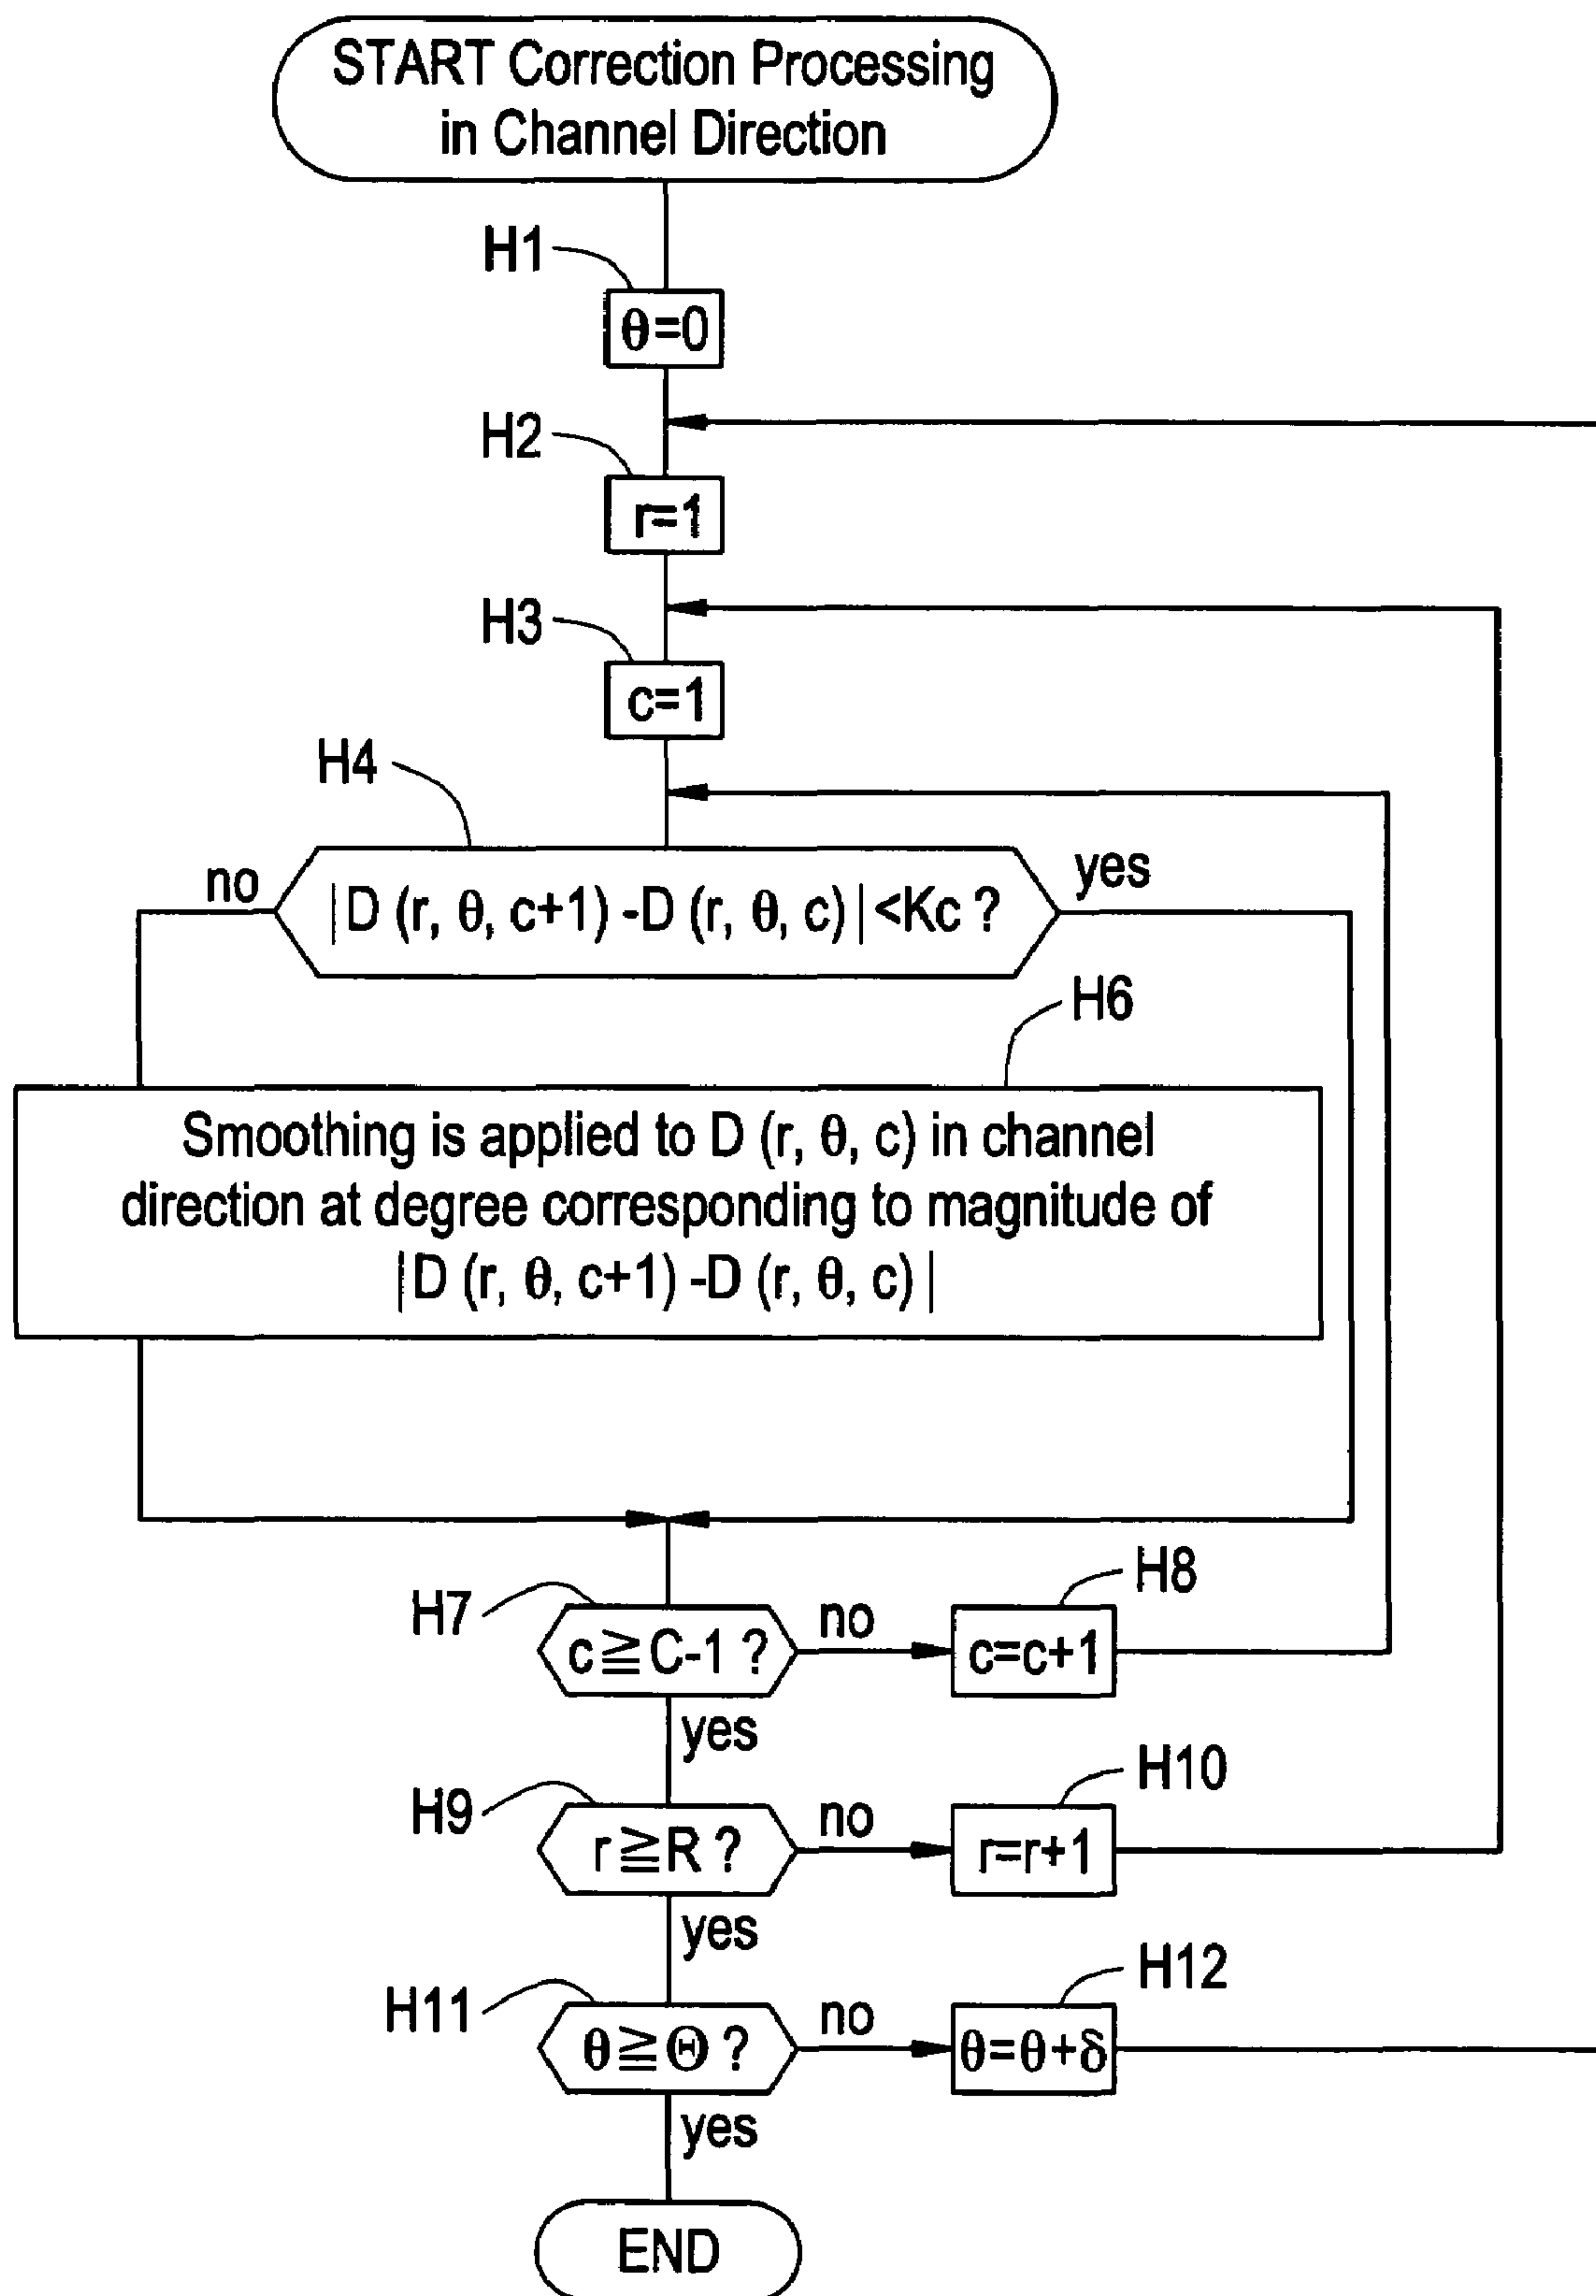 START Correction Processing
in Channel Direction
H1
θ=0
H2
r=1
H3
c=1
H4
no
|D (r, θ, c+1) -D (r, θ, c)|<Kc ?
yes
H6
Smoothing is applied to D (r, θ, c) in channel
direction at degree corresponding to magnitude of
|D (r, θ, c+1) -D (r, θ, c)|
H7
c≧C-1 ?
no
H8
c=c+1
yes
H9
r≧R ?
no
H10
r=r+1
yes
H11
θ≧Θ ?
no
H12
θ=θ+δ
yes
END